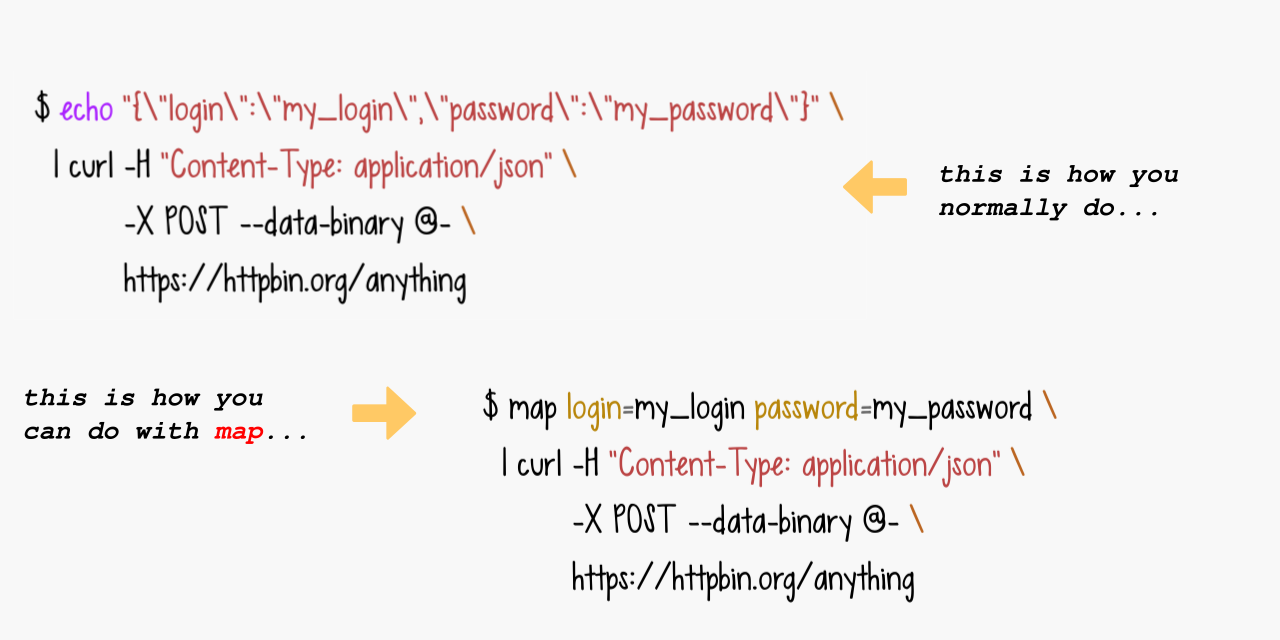 $ echo "{\"login\":\"my_login\",\"password\":\"my_password\"}" \
| curl -H "Content-Type: application/json" \
-X POST --data-binary @- \
https://httpbin.org/anything
this is how you
normally do...
this is how you
can do with map...
$ map login=my_login password=my_password \
| curl -H "Content-Type: application/json" \
-X POST --data-binary @- \
https://httpbin.org/anything